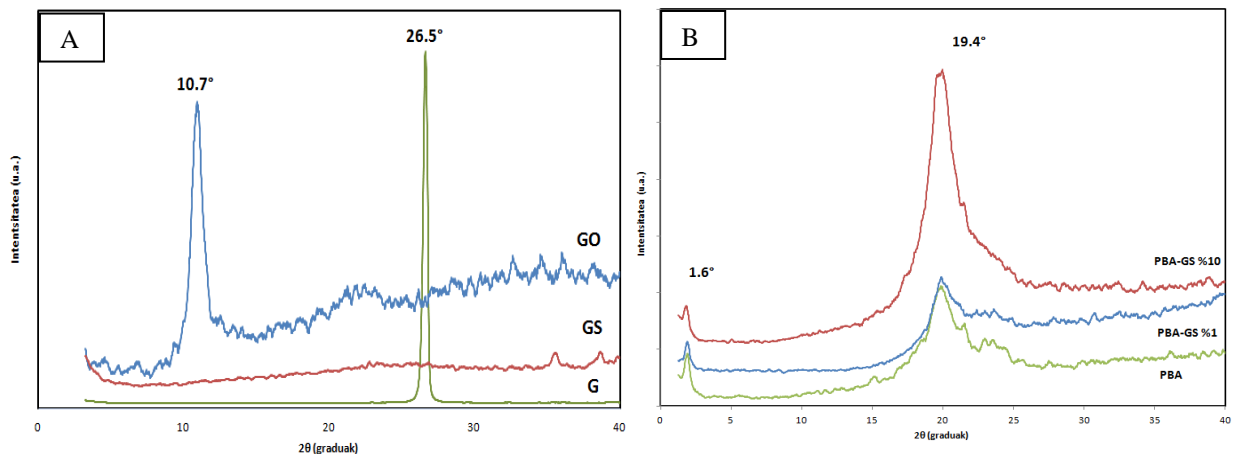 A
10.7°
26.5°
GO
GS
G
Intentsitatea (u.a.)
0
10
20
30
40
2θ (graduak)
B
19.4°
1.6°
PBA-GS %10
PBA-GS %1
PBA
Intentsitatea (u.a.)
0
5
10
15
20
25
30
35
40
2θ (graduak)